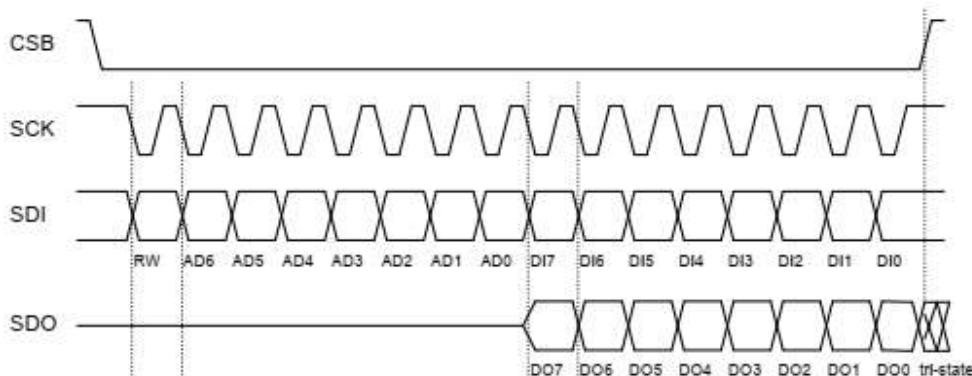 CSB
SCK
SDI
RW AD6 AD5 AD4 AD3 AD2 AD1 AD0 DI7 DI6 DI5 DI4 DI3 DI2 DI1 DI0
SDO
DO7 DO6 DO5 DO4 DO3 DO2 DO1 DO0 tri-state